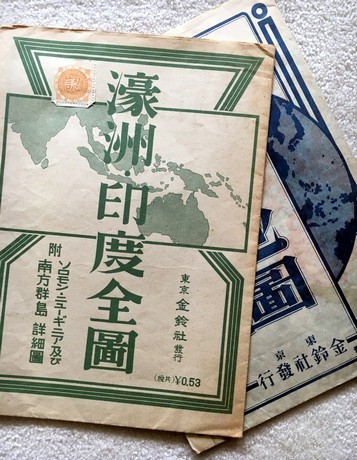 濠洲・印度全圖
附
ソロモン・ニューギニア及び
南方群島 詳細圖
東京 金鈴社 發行
(税共)¥0.53
圖
東京
金鈴社發行